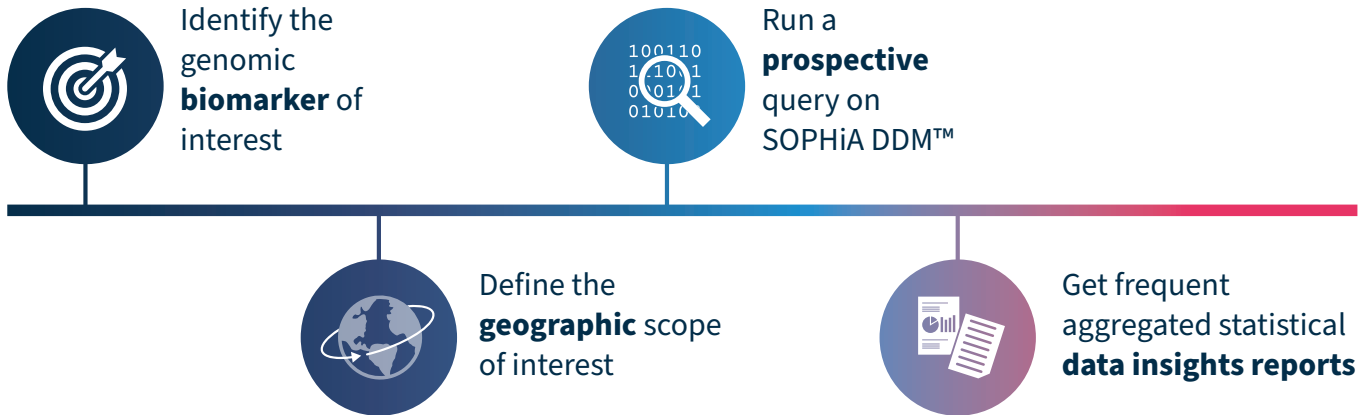 Identify the
genomic
biomarker of
interest
Define the
geographic scope
of interest
100110
Run a
prospective
query on
SOPHiA DDM™
Get frequent
aggregated statistical
data insights reports